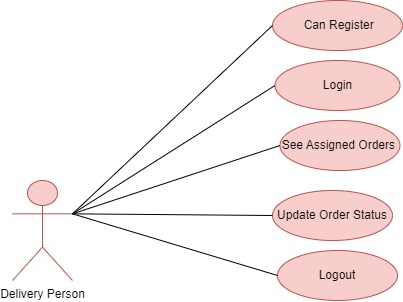 Can Register
Login
See Assigned Orders
Update Order Status
Logout
Delivery Person